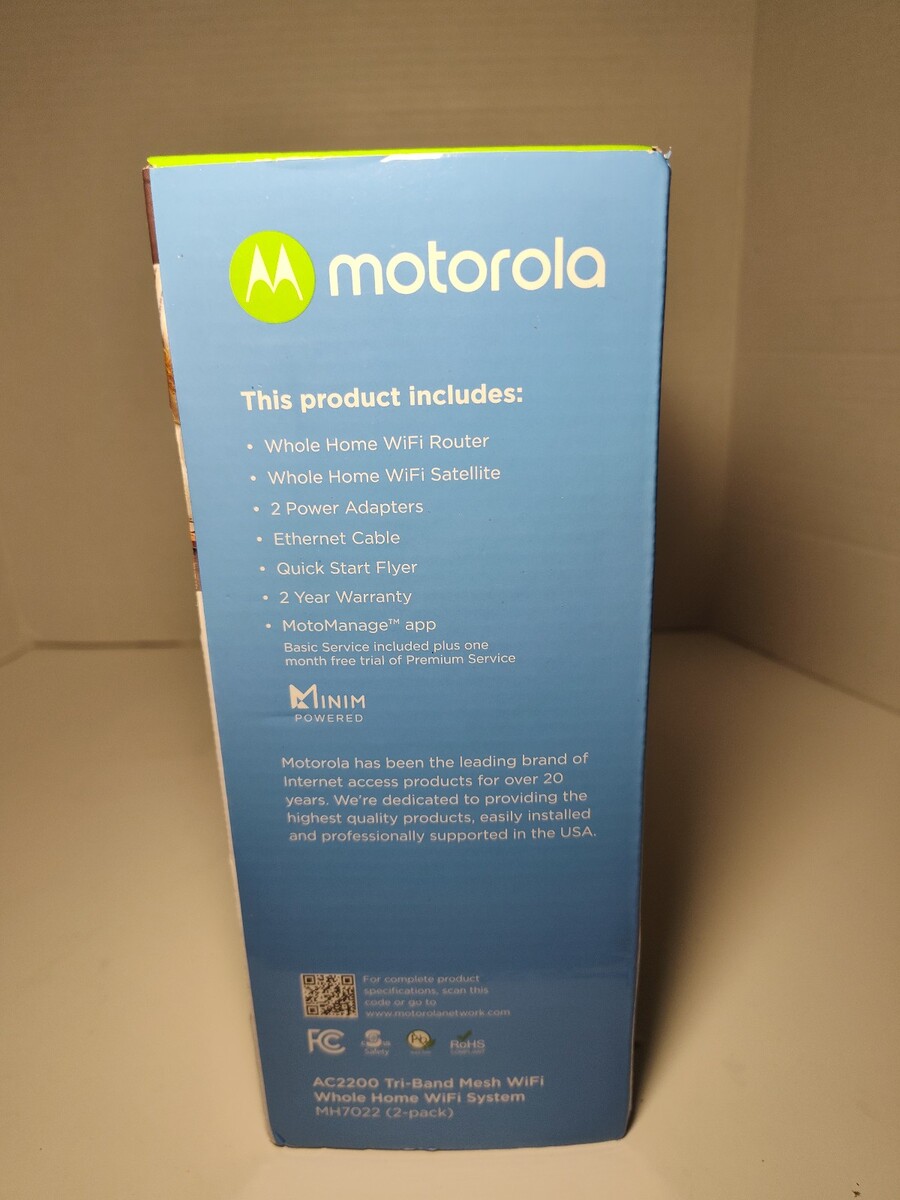 motorola
This product includes:
• Whole Home WiFi Router
• Whole Home WiFi Satellite
• 2 Power Adapters
• Ethernet Cable
• Quick Start Flyer
• 2 Year Warranty
• MotoManage™ app
Basic Service included plus one
month free trial of Premium Service
MINIM
POWERED
Motorola has been the leading brand of
Internet access products for over 20
years. We're dedicated to providing the
highest quality products, easily installed
and professionally supported in the USA.
For complete product
specifications, scan this
code or go to
www.motorolanetwork.com
FC
Safety
Pb
RoHS
COMPLIANT
AC2200 Tri-Band Mesh WiFi
Whole Home WiFi System
MH7022 (2-pack)